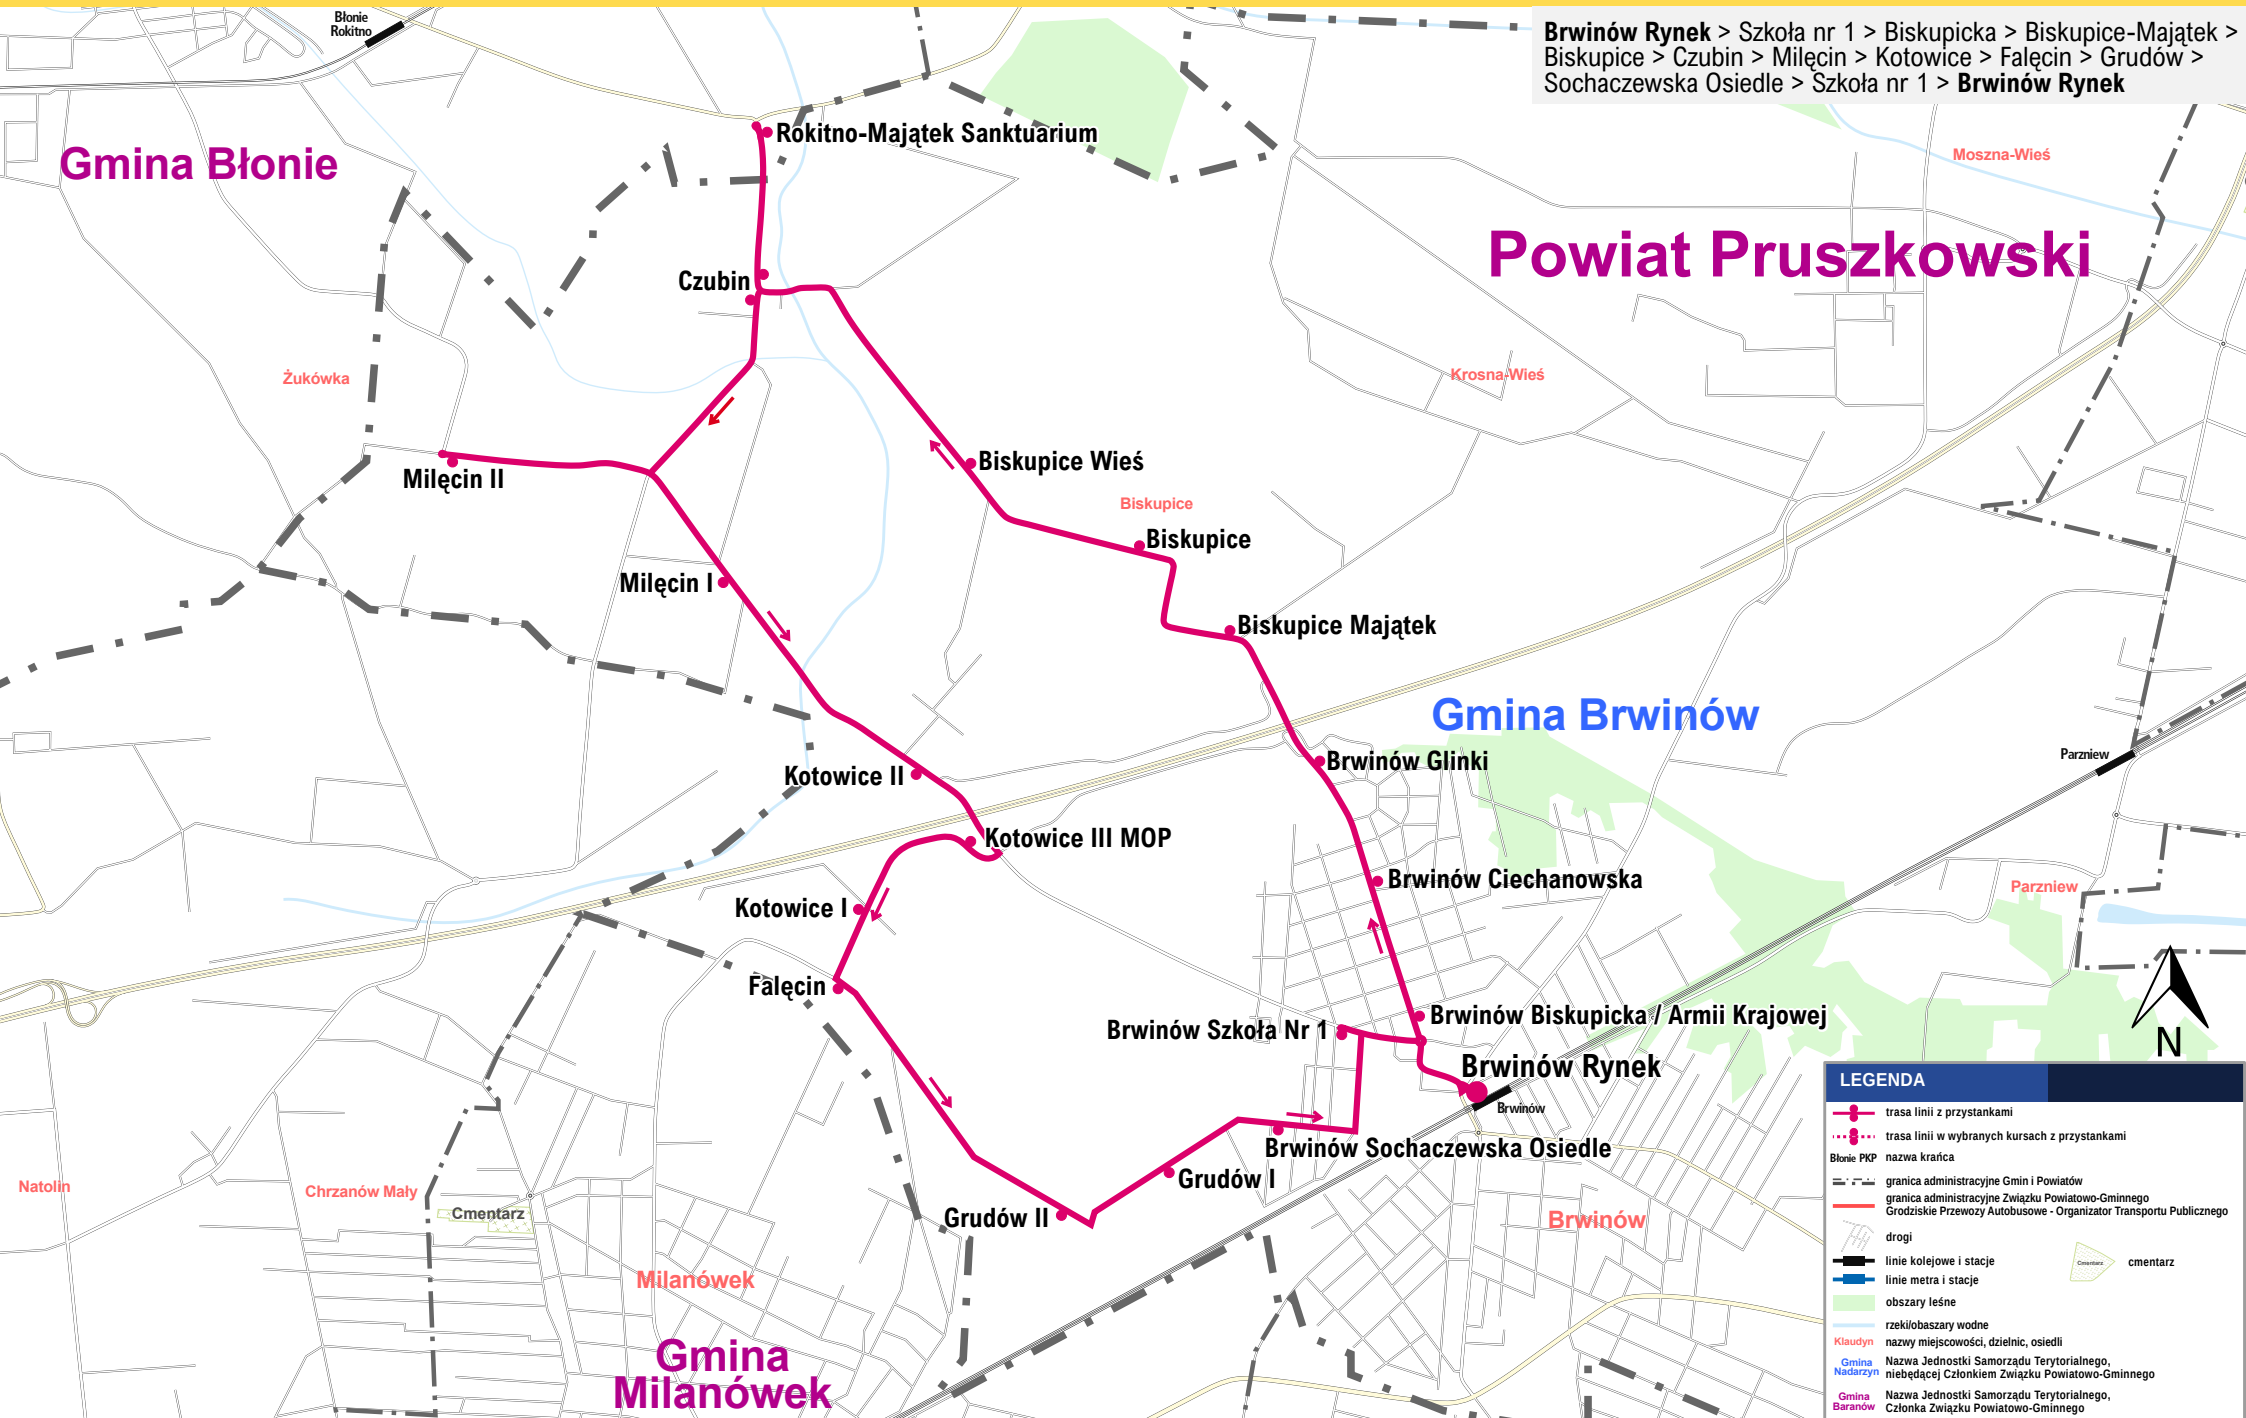 Błonie
Rokitno
Brwinów Rynek > Szkoła nr 1 > Biskupicka > Biskupice-Majątek >
Biskupice > Czubin > Milęcin > Kotowice > Falęcin > Grudów >
Sochaczewska Osiedle > Szkoła nr 1 > Brwinów Rynek
Rokitno-Majątek Sanktuarium
Gmina Błonie
Moszna-Wieś
Powiat Pruszkowski
Czubin
Żukówka
Krosna-Wieś
Biskupice Wieś
Milęcin II
Biskupice
Biskupice
Milęcin I
Biskupice Majątek
Gmina Brwinów
Parzniew
Brwinów Glinki
Kotowice II
Kotowice III MOP
Brwinów Ciechanowska
Parzniew
Kotowice I
Falęcin
Brwinów Biskupicka / Armii Krajowej
Brwinów Szkoła Nr 1
N
Brwinów Rynek
Brwinów
Brwinów Sochaczewska Osiedle
Grudów I
Natolin
Chrzanów Mały
Cmentarz
Grudów II
Brwinów
Milanówek
Gmina
Milanówek
LEGENDA
trasa linii z przystankami
trasa linii w wybranych kursach z przystankami
Błonie PKP nazwa krańca
granica administracyjne Gmin i Powiatów
granica administracyjne Związku Powiatowo-Gminnego
Grodziskie Przewozy Autobusowe - Organizator Transportu Publicznego
drogi
linie kolejowe i stacje
Cmentarz cmentarz
linie metra i stacje
obszary leśne
rzeki/obaszary wodne
Klaudyn nazwy miejscowości, dzielnic, osiedli
Gmina Nadarzyn Nazwa Jednostki Samorządu Terytorialnego,
niebędącej Członkiem Związku Powiatowo-Gminnego
Gmina Baranów Nazwa Jednostki Samorządu Terytorialnego,
Członka Związku Powiatowo-Gminnego